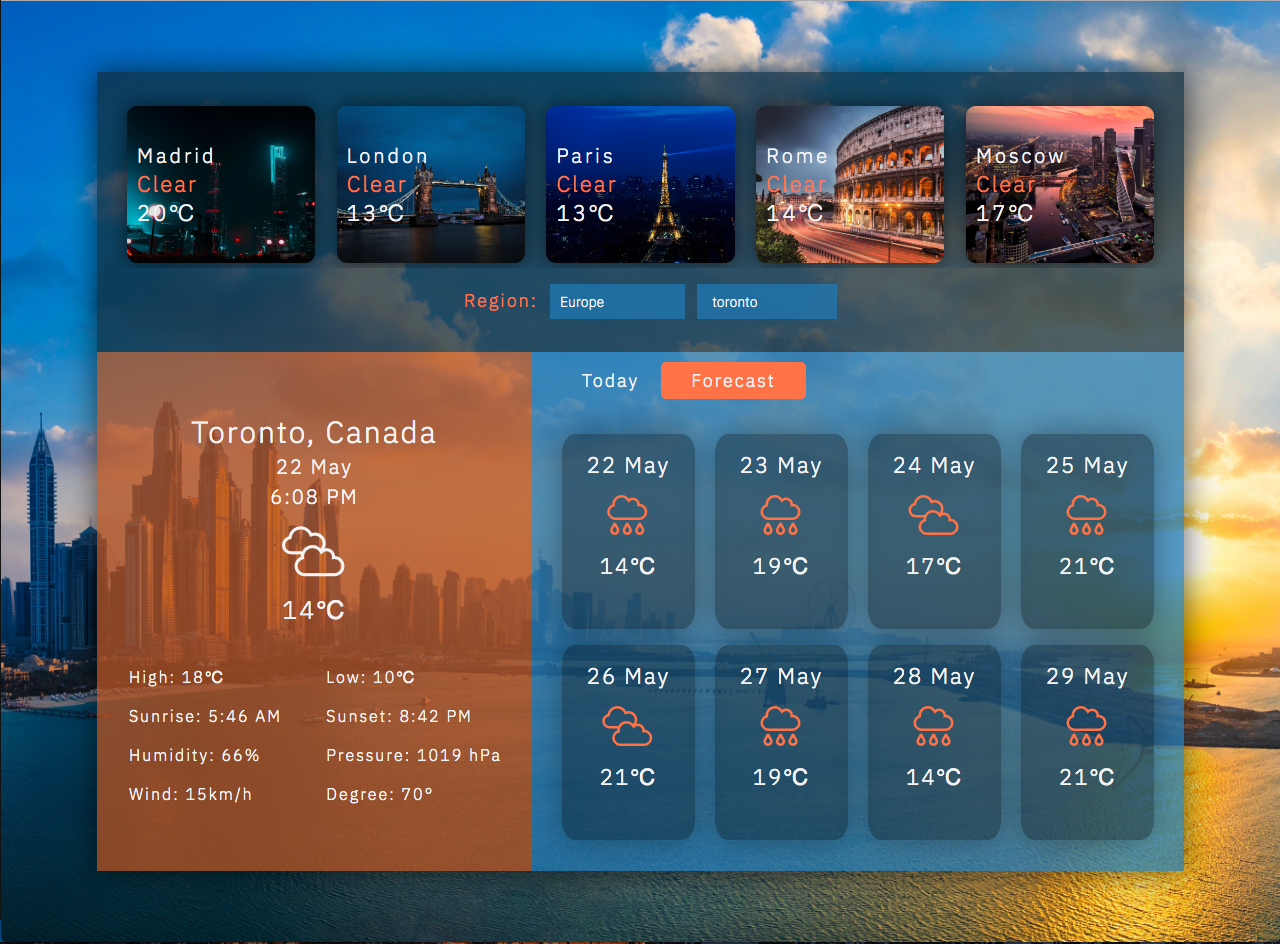 Madrid
Clear
20°C
London
Clear
13°C
Paris
Clear
13°C
Rome
Clear
14°C
Moscow
Clear
17°C
Region: Europe toronto
Toronto, Canada
22 May
6:08 PM
14°C
High: 18°C Low: 10°C
Sunrise: 5:46 AM Sunset: 8:42 PM
Humidity: 66% Pressure: 1019 hPa
Wind: 15km/h Degree: 70°
Today Forecast
22 May
14°C
23 May
19°C
24 May
17°C
25 May
21°C
26 May
21°C
27 May
19°C
28 May
14°C
29 May
21°C